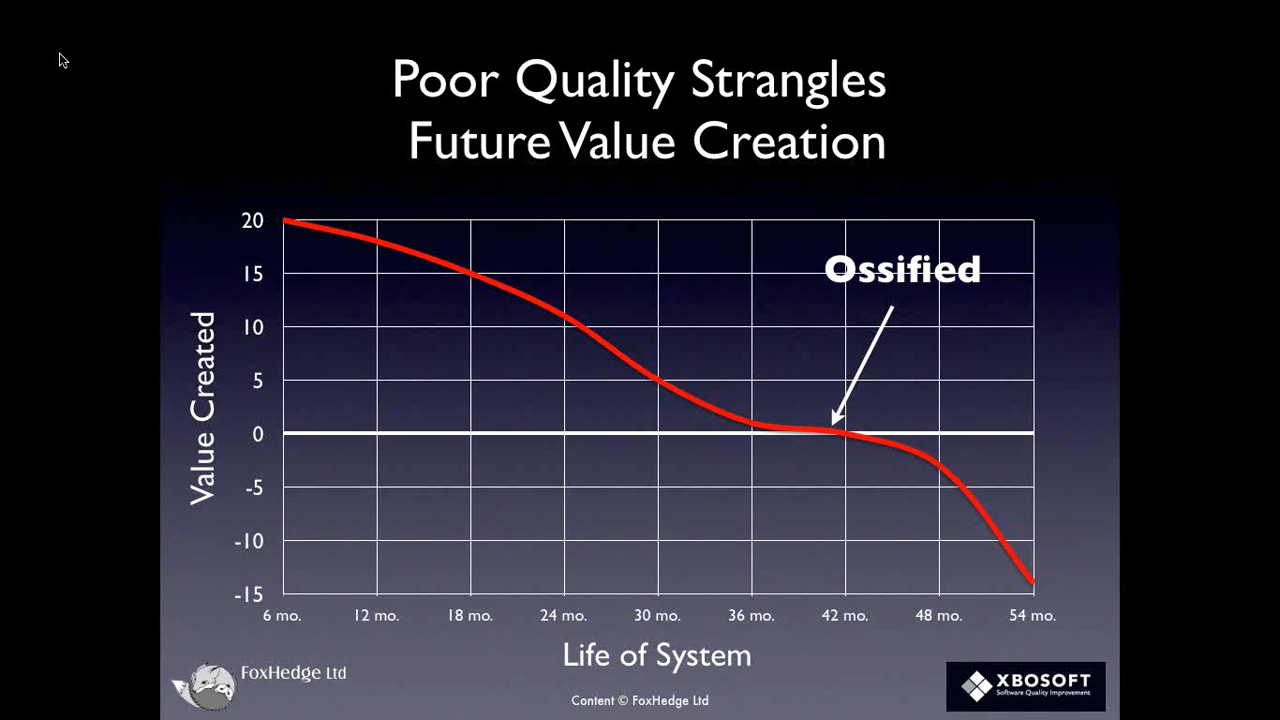 Poor Quality Strangles
Future Value Creation
20
15
10
5
0
-5
-10
-15
Value Created
Ossified
6 mo. 12 mo. 18 mo. 24 mo. 30 mo. 36 mo. 42 mo. 48 mo. 54 mo.
Life of System
FoxHedge Ltd
Content © FoxHedge Ltd
XBOSOFT
Software Quality Improvement